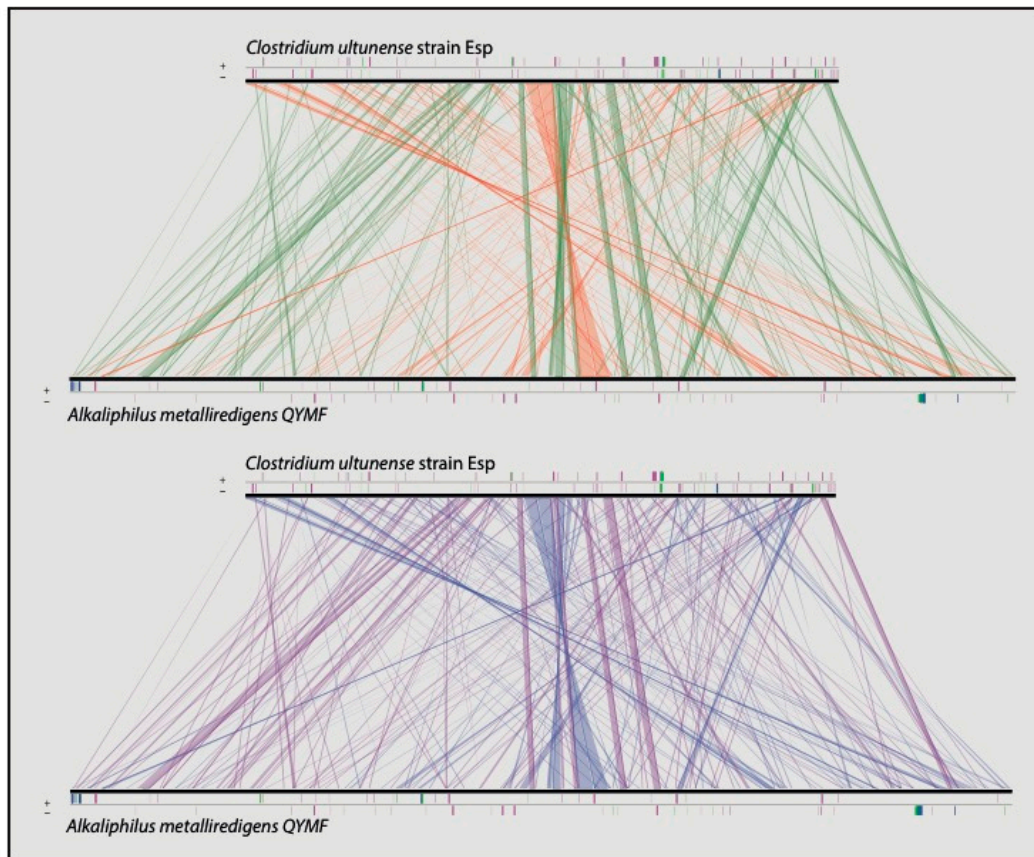 Clostridium ultunense strain Esp
+
−
+
−
Alkaliphilus metalliredigens QYMF
Clostridium ultunense strain Esp
+
−
+
−
Alkaliphilus metalliredigens QYMF